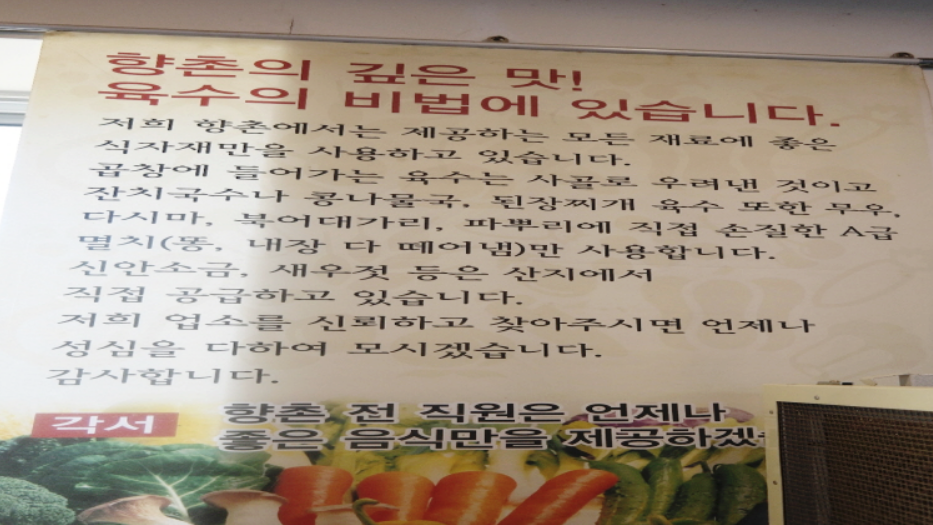 향촌의 깊은 맛!
육수의 비법에 있습니다.
저희 향촌에서는 제공하는 모든 재료에 좋은
식자재만을 사용하고 있습니다.
곱창에 들어가는 육수는 사골로 우려낸 것이고
잔치국수나 콩나물국, 된장찌개 육수 또한 무우,
다시마, 북어대가리, 파뿌리에 직접 손질한 A급
멸치(똥, 내장 다 떼어냄)만 사용합니다.
신안소금, 새우젓 등은 산지에서
직접 공급하고 있습니다.
저희 업소를 신뢰하고 찾아주시면 언제나
성심을 다하여 모시겠습니다.
감사합니다.
각서
향촌 전 직원은 언제나
좋은 음식만을 제공하겠